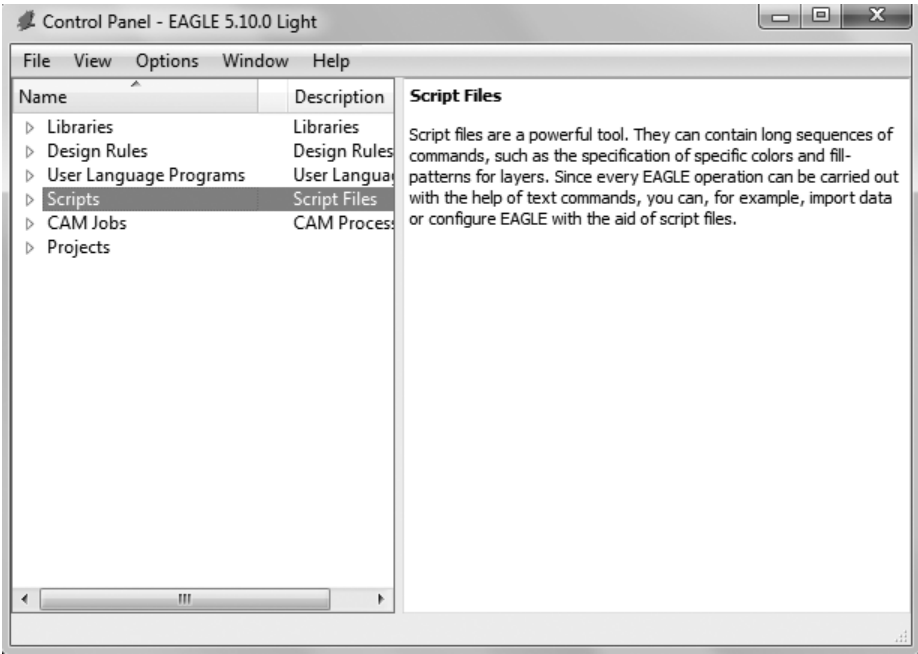 Control Panel - EAGLE 5.10.0 Light
File View Options Window Help
Name Description
Libraries Libraries
Design Rules Design Rules
User Language Programs User Langua
Scripts Script Files
CAM Jobs CAM Process
Projects
Script Files
Script files are a powerful tool. They can contain long sequences of
commands, such as the specification of specific colors and fill-
patterns for layers. Since every EAGLE operation can be carried out
with the help of text commands, you can, for example, import data
or configure EAGLE with the aid of script files.